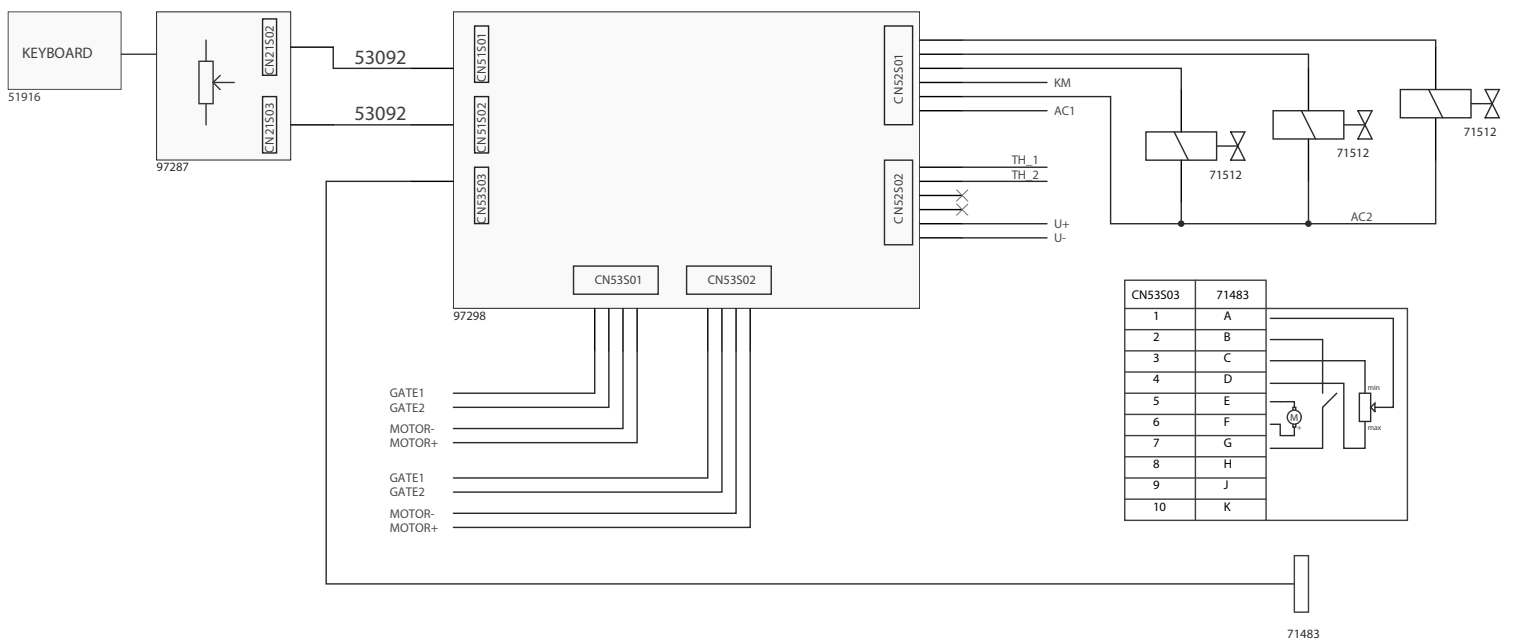 KEYBOARD
51916
97287
CN21S02
CN21S03
53092
53092
CN51S01
CN51S02
CN53S03
CN52S01
CN52S02
CN53S01
CN53S02
97298
KM
AC1
TH_1
TH_2
U+
U-
71512
71512
71512
AC2
GATE1
GATE2
MOTOR-
MOTOR+
GATE1
GATE2
MOTOR-
MOTOR+
CN53S03 71483
1 A
2 B
3 C
4 D
5 E
6 F
7 G
8 H
9 J
10 K
min
M
+
max
71483